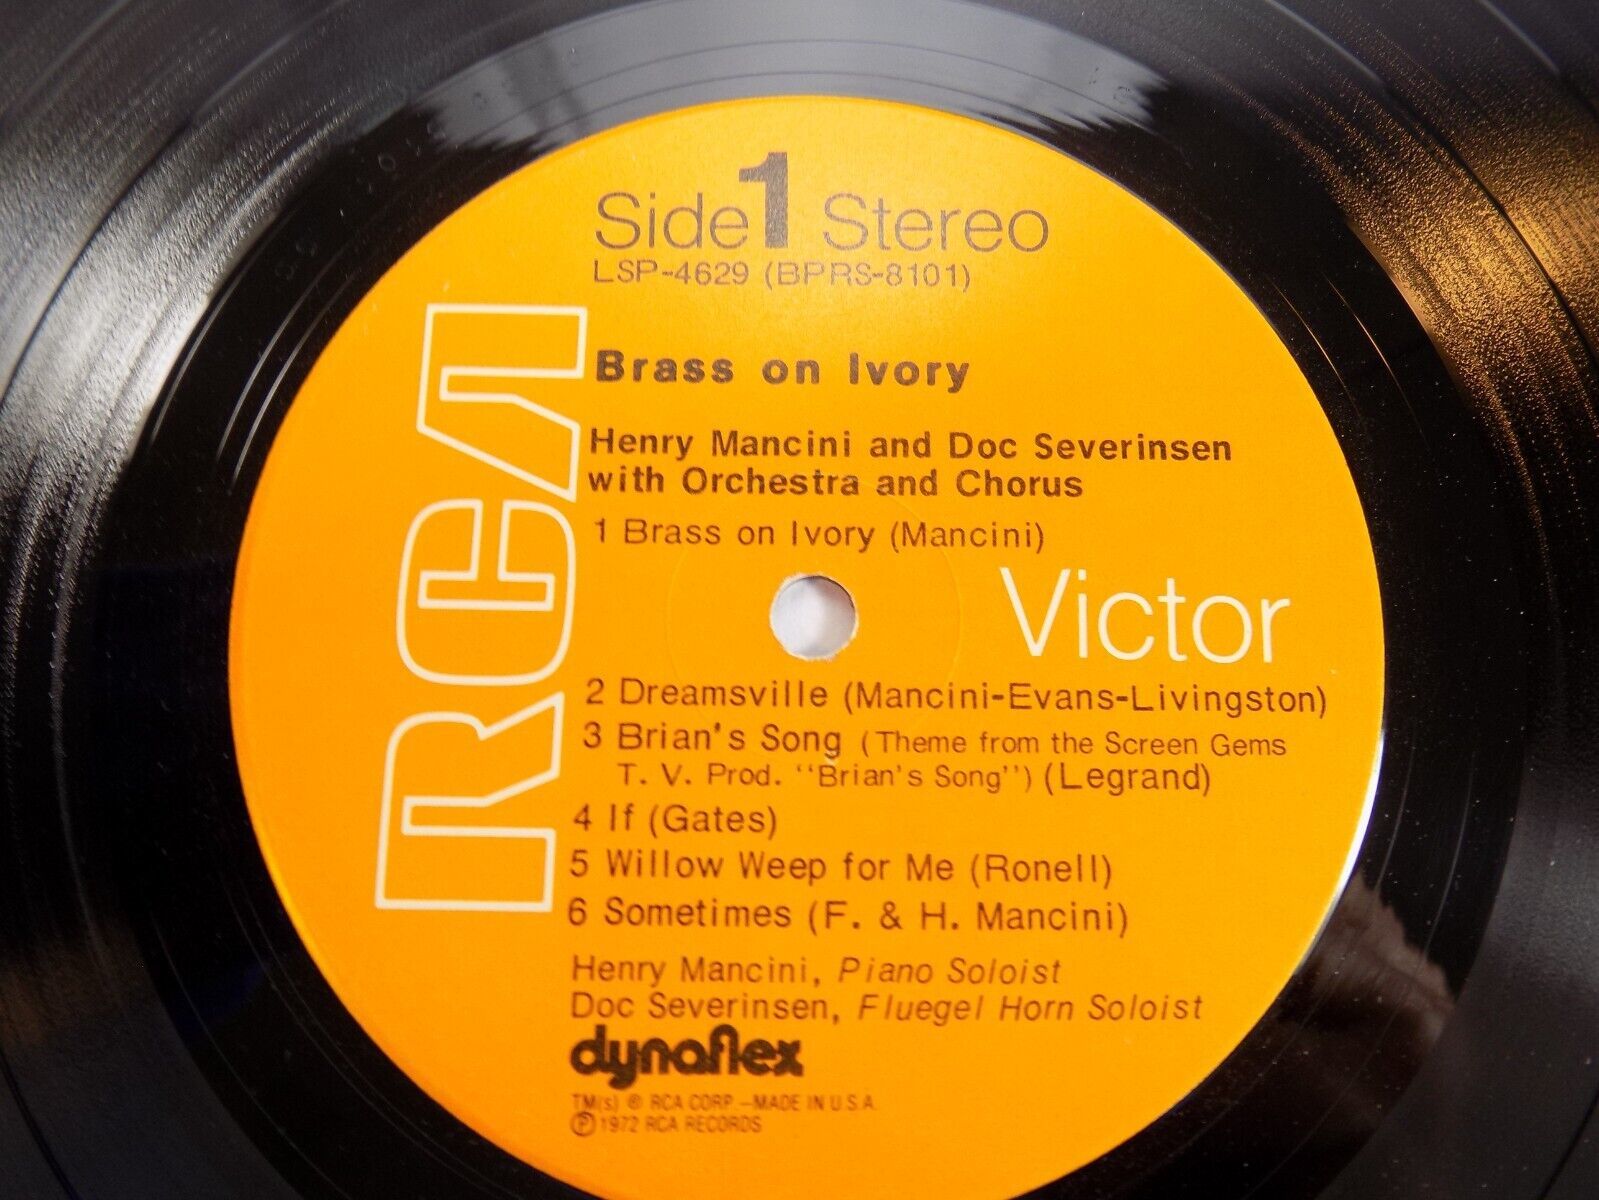 Side 1 Stereo
LSP-4629 (BPRS-8101)
RCA
Brass on Ivory
Henry Mancini and Doc Severinsen
with Orchestra and Chorus
1 Brass on Ivory (Mancini)
Victor
2 Dreamsville (Mancini-Evans-Livingston)
3 Brian's Song (Theme from the Screen Gems
T. V. Prod. "Brian's Song") (Legrand)
4 If (Gates)
5 Willow Weep for Me (Ronell)
6 Sometimes (F. & H. Mancini)
Henry Mancini, Piano Soloist
Doc Severinsen, Fluegel Horn Soloist
dynaflex
TM(s) ® RCA CORP.—MADE IN U.S.A.
℗ 1972 RCA RECORDS